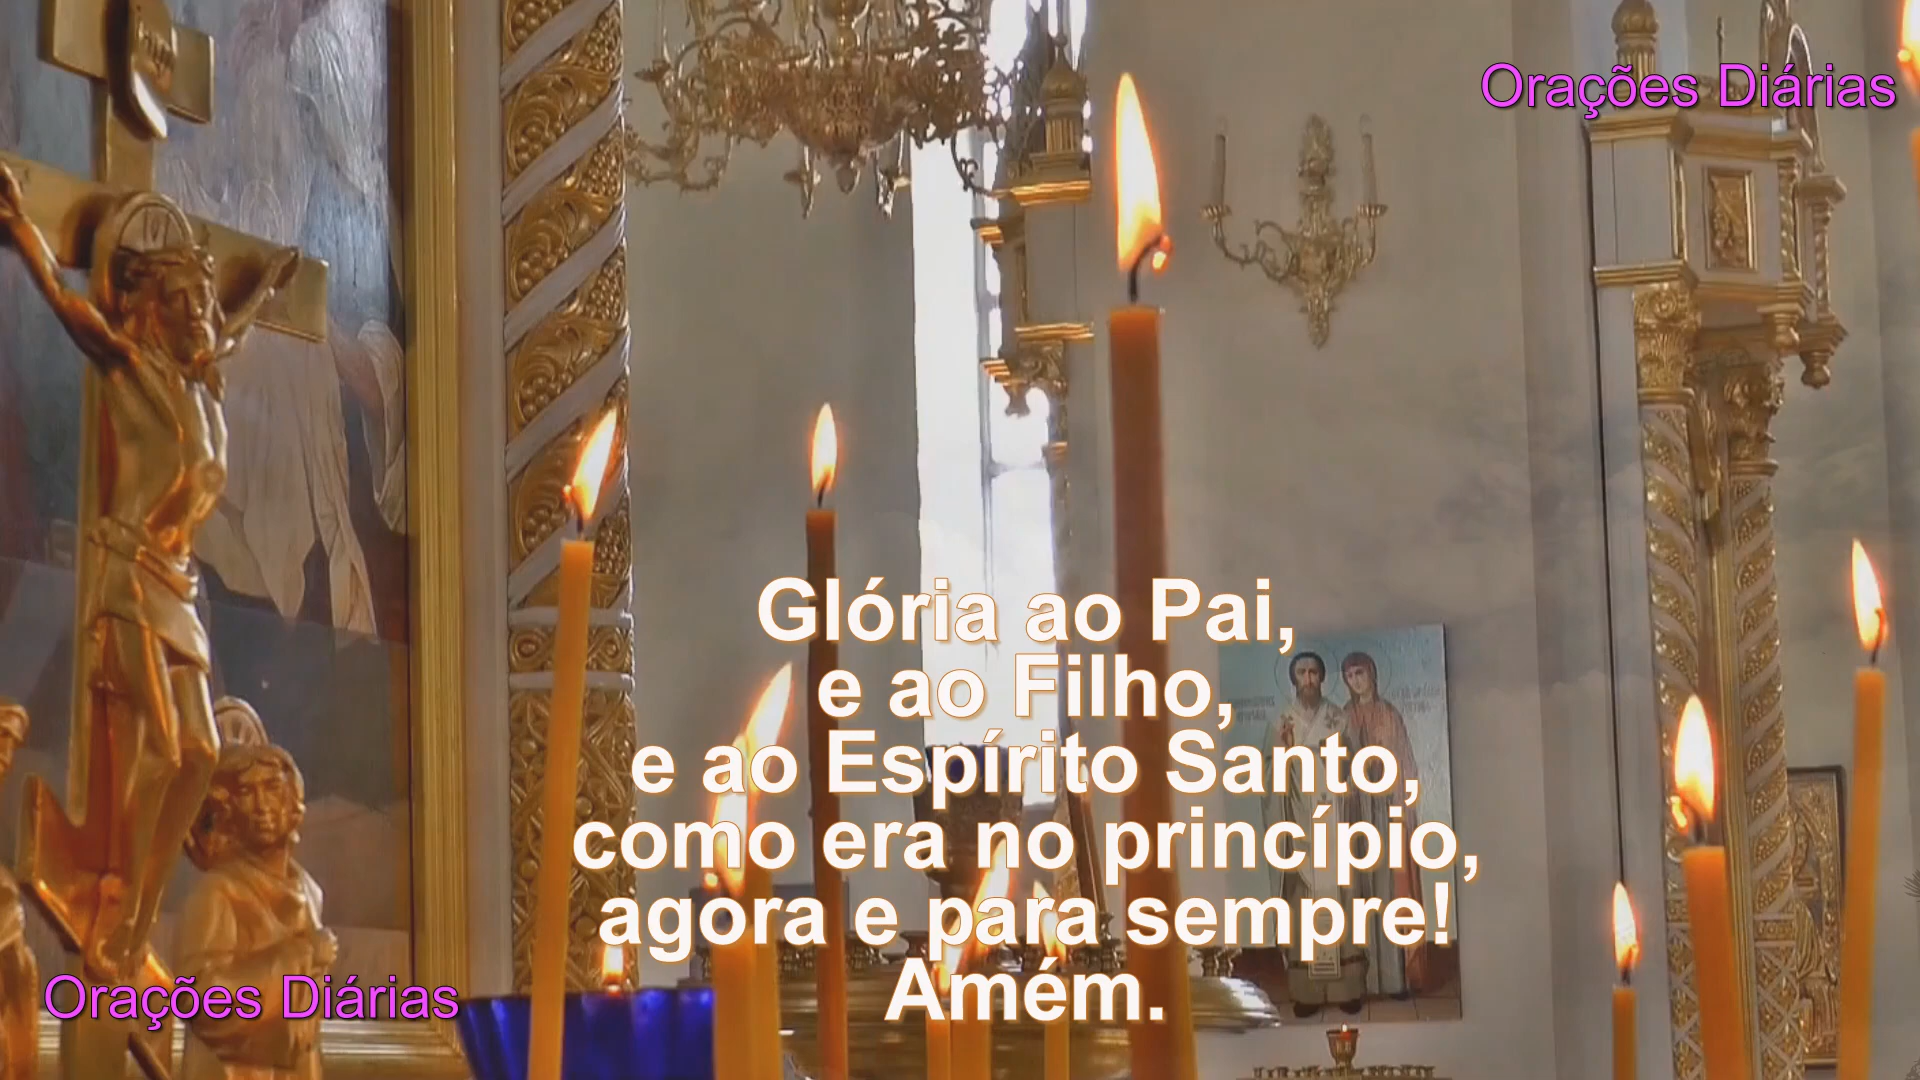 Orações Diárias
Glória ao Pai,
e ao Filho,
e ao Espírito Santo,
como era no princípio,
agora e para sempre!
Amém.
Orações Diárias